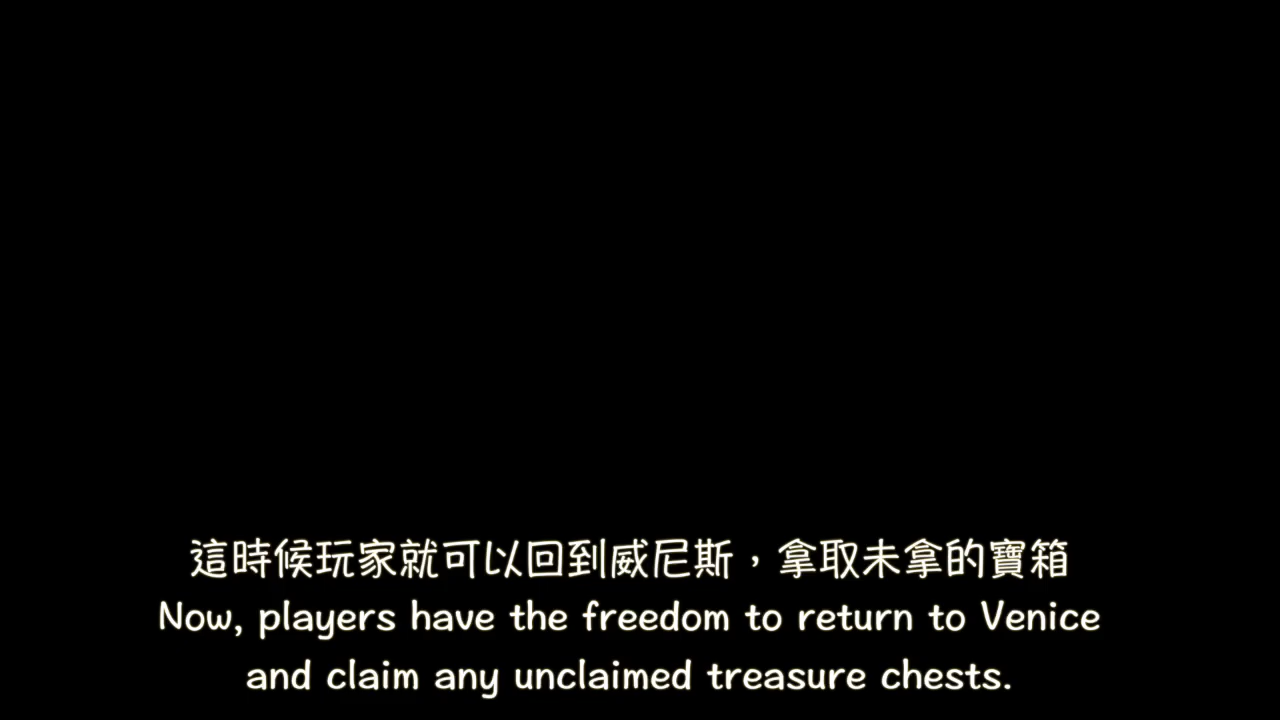 這時候玩家就可以回到威尼斯，拿取未拿的寶箱
Now, players have the freedom to return to Venice
and claim any unclaimed treasure chests.